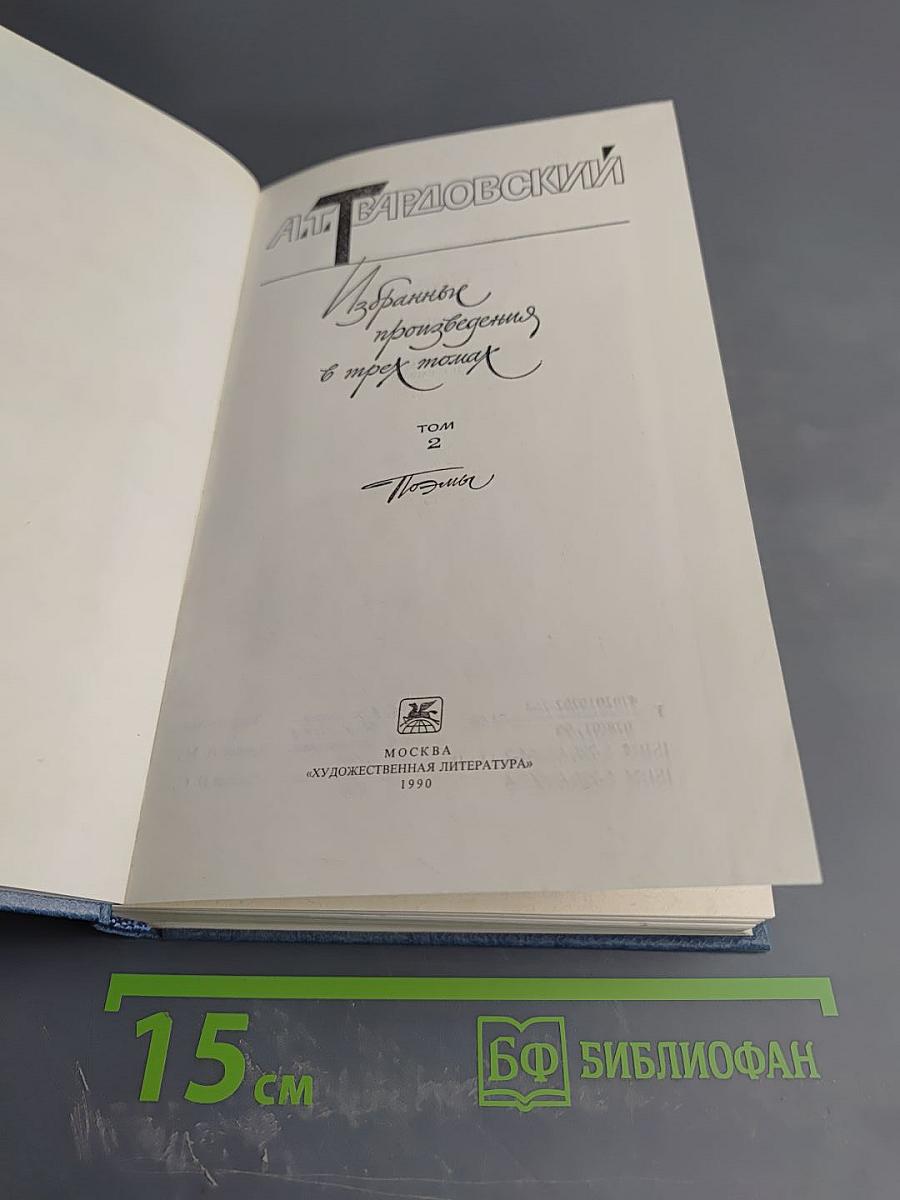 А.Т. ТВАРДОВСКИЙ
Избранные
произведения
в трех томах
ТОМ
2
Поэмы
МОСКВА
«ХУДОЖЕСТВЕННАЯ ЛИТЕРАТУРА»
1990
15 см
БФ БИБЛИОФАН